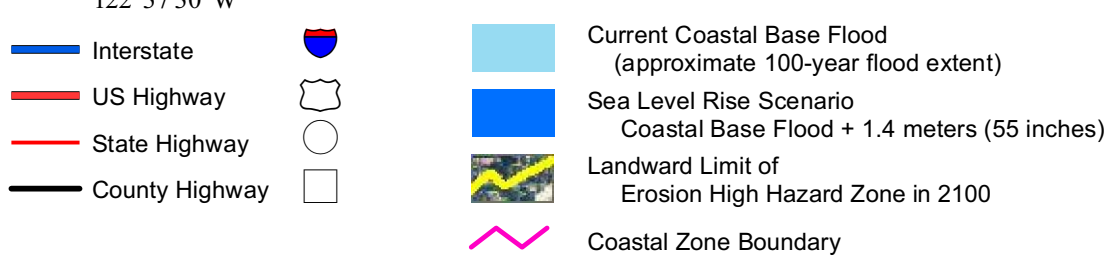 Interstate
US Highway
State Highway
County Highway
Current Coastal Base Flood
(approximate 100-year flood extent)
Sea Level Rise Scenario
Coastal Base Flood + 1.4 meters (55 inches)
Landward Limit of
Erosion High Hazard Zone in 2100
Coastal Zone Boundary